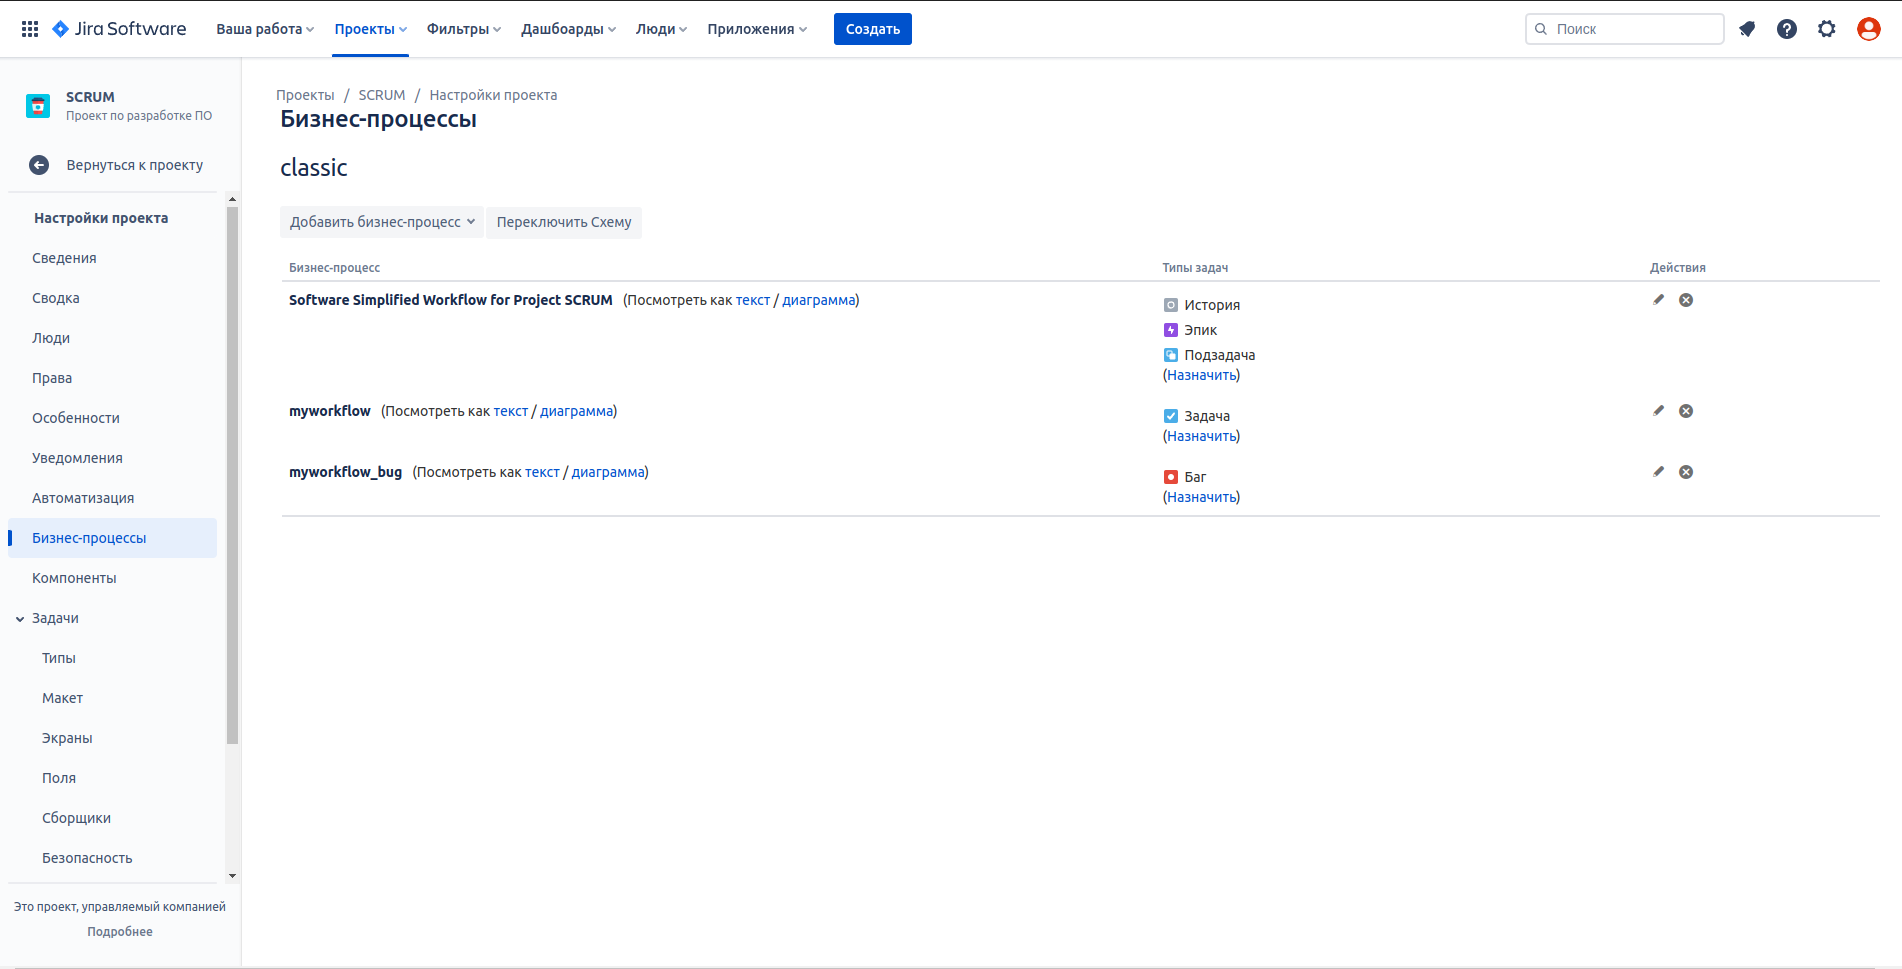 Jira Software Ваша работа Проекты Фильтры Дашборды Люди Приложения Создать Поиск
SCRUM
Проект по разработке ПО
Вернуться к проекту
Настройки проекта
Сведения
Сводка
Люди
Права
Особенности
Уведомления
Автоматизация
Бизнес-процессы
Компоненты
Задачи
Типы
Макет
Экраны
Поля
Сборщики
Безопасность
Это проект, управляемый компанией
Подробнее
Проекты / SCRUM / Настройки проекта
Бизнес-процессы
classic
Добавить бизнес-процесс Переключить Схему
Бизнес-процесс Типы задач Действия
Software Simplified Workflow for Project SCRUM (Посмотреть как текст / диаграмма)
История
Эпик
Подзадача
(Назначить)
myworkflow (Посмотреть как текст / диаграмма)
Задача
(Назначить)
myworkflow_bug (Посмотреть как текст / диаграмма)
Баг
(Назначить)